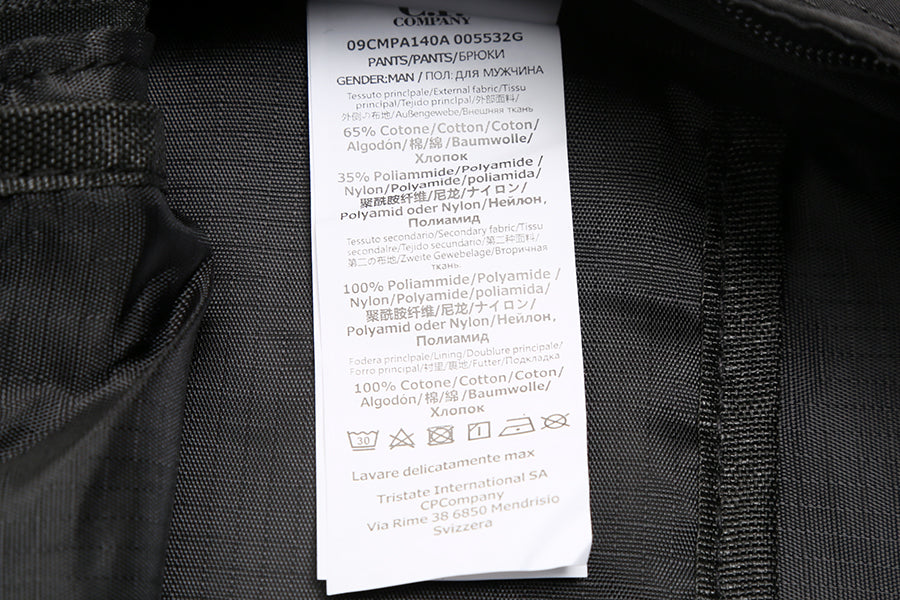 C.P.
COMPANY
09CMPA140A 005532G
PANTS/PANTS/БРЮКИ
GENDER:MAN / ПОЛ: ДЛЯ МУЖЧИНА
Tessuto principale/External fabric/Tissu
principal/Tejido principal/外部面料/
外側の布地/Außengewebe/Внешняя ткань
65% Cotone/Cotton/Coton/
Algodón/棉/綿/Baumwolle/
Хлопок
35% Poliammide/Polyamide /
Nylon/Polyamide/poliamida/
聚酰胺纤维/尼龙/ナイロン/
Polyamid oder Nylon/Нейлон,
Полиамид
Tessuto secondario/Secondary fabric/Tissu
secondaire/Tejido secundario/第二种面料/
第二の布地/Zweite Gewebelage/Вторичная
ткань.
100% Poliammide/Polyamide /
Nylon/Polyamide/poliamida/
聚酰胺纤维/尼龙/ナイロン/
Polyamid oder Nylon/Нейлон,
Полиамид
Fodera principale/Lining/Doublure principale/
Forro principal/衬里/裏地/Futter/Подкладка
100% Cotone/Cotton/Coton/
Algodón/棉/綿/Baumwolle/
Хлопок
30
Lavare delicatamente max
Tristate International SA
CPCompany
Via Rime 38 6850 Mendrisio
Svizzera